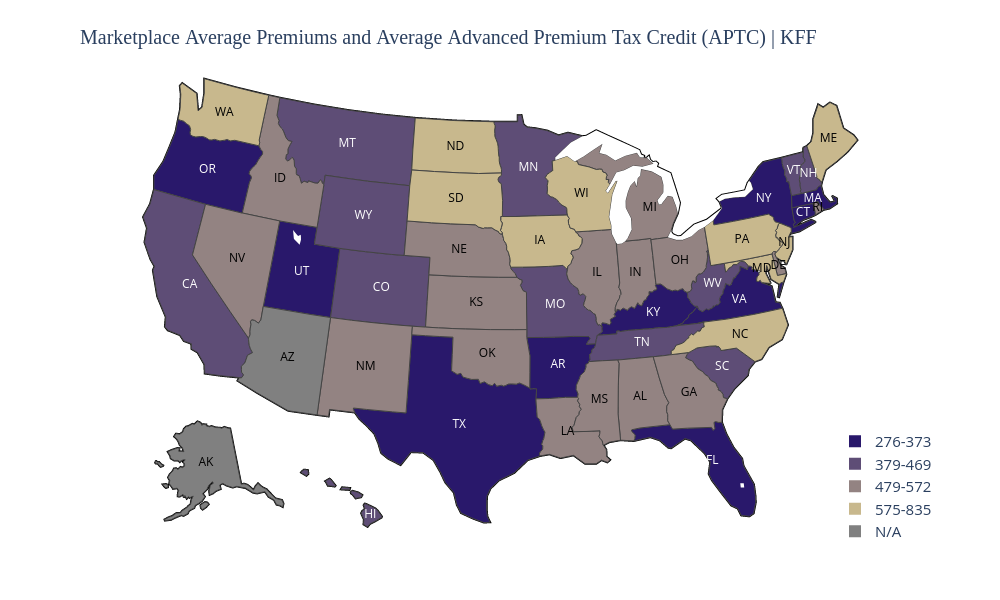 Marketplace Average Premiums and Average Advanced Premium Tax Credit (APTC) | KFF
WA
ME
MT
ND
OR
MN
VT
NH
ID
SD
WI
NY
MA
WY
MI
CT
RI
IA
PA
NJ
NE
NV
OH
UT
IL
IN
MD
DE
CA
CO
WV
VA
KS
MO
KY
NC
TN
AZ
OK
NM
AR
SC
MS
AL
GA
TX
LA
AK
FL
HI
276-373
379-469
479-572
575-835
N/A